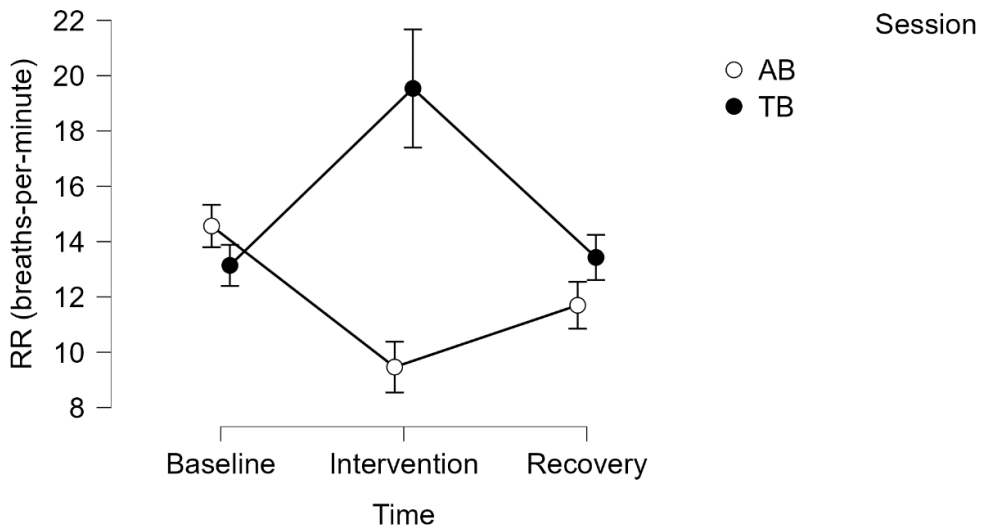 Session
AB
TB
RR (breaths-per-minute)
22
20
18
16
14
12
10
8
Baseline Intervention Recovery
Time